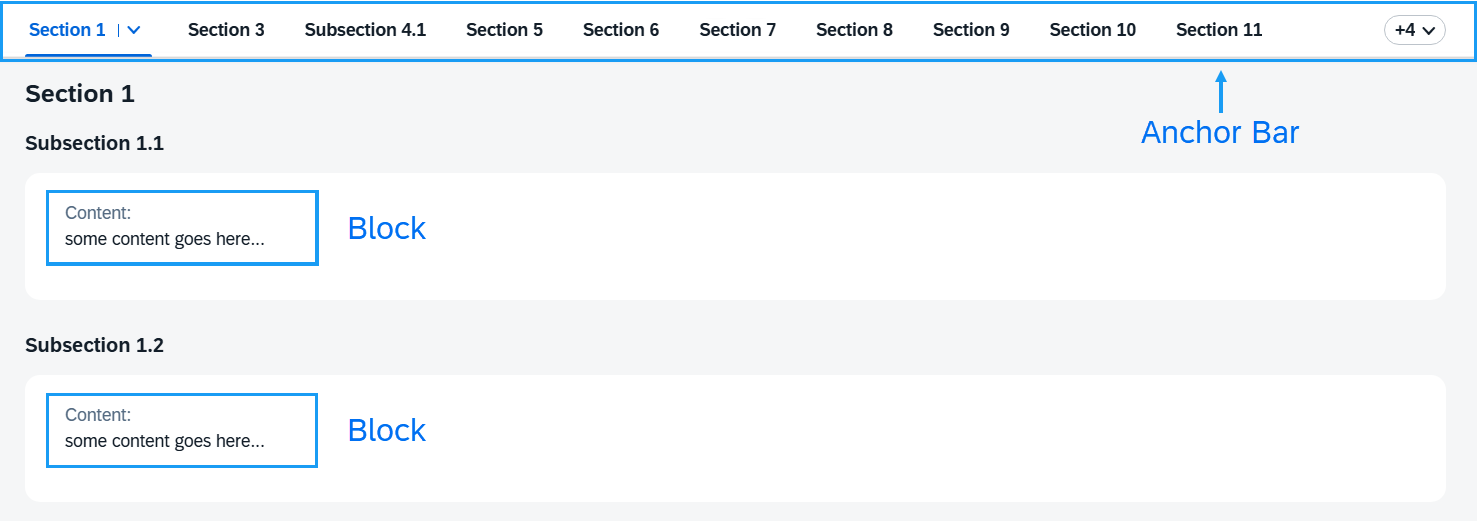 Section 1 Section 3 Subsection 4.1 Section 5 Section 6 Section 7 Section 8 Section 9 Section 10 Section 11 +4
Section 1
Anchor Bar
Subsection 1.1
Content:
some content goes here...
Block
Subsection 1.2
Content:
some content goes here...
Block